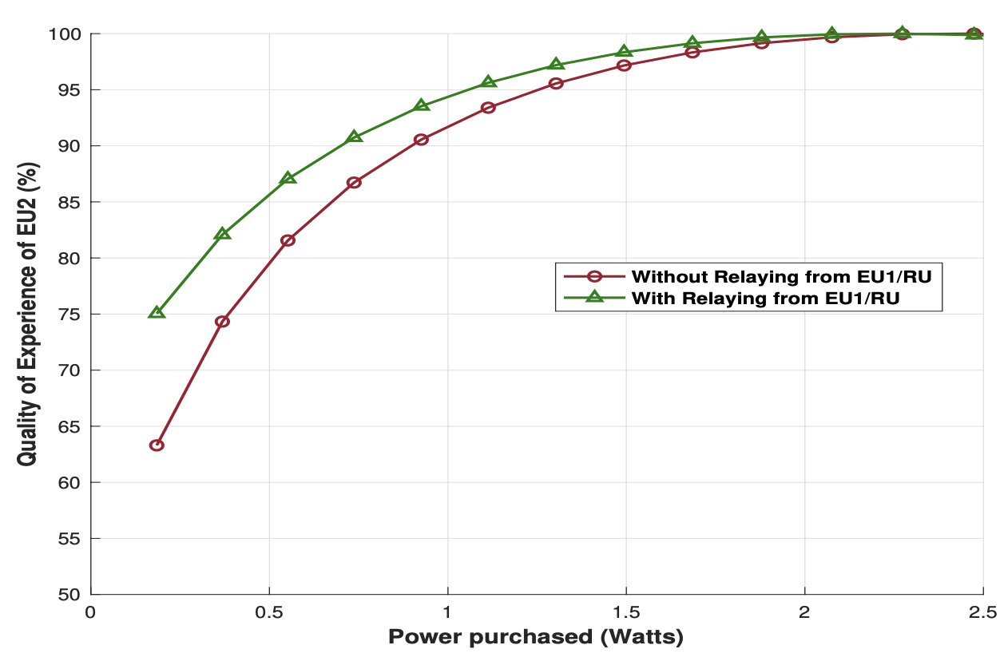 100
95
90
85
80
75
70
65
60
55
50
Quality of Experience of EU2 (%)
Without Relaying from EU1/RU
With Relaying from EU1/RU
0 0.5 1 1.5 2 2.5
Power purchased (Watts)